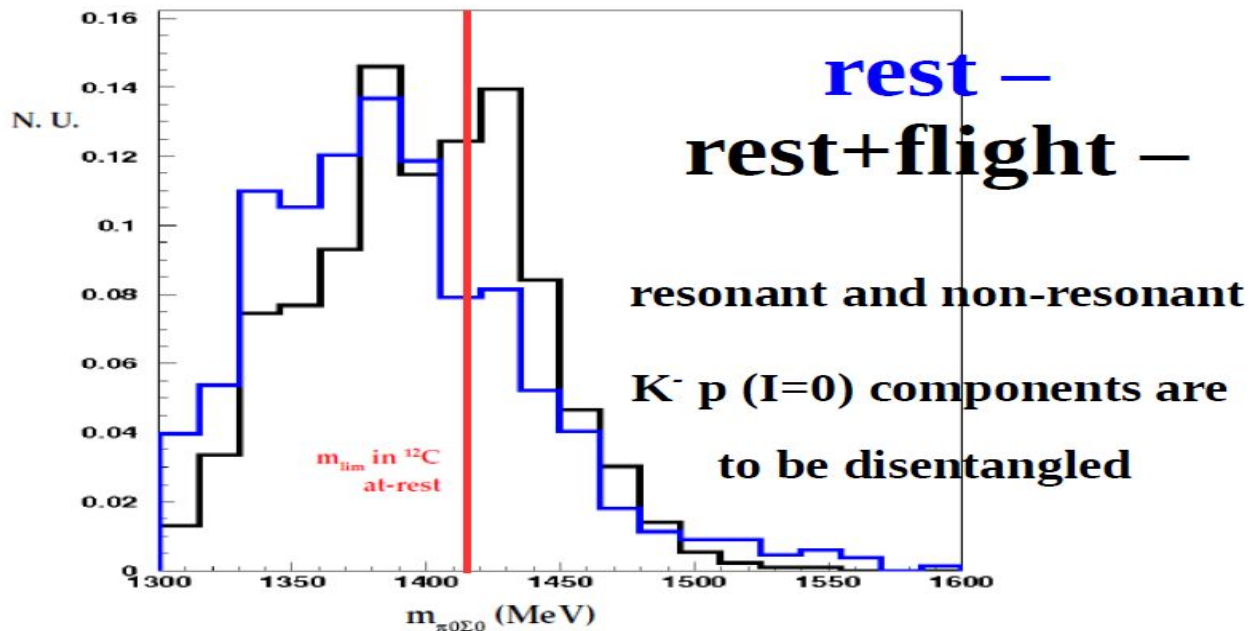 0.16
0.14
N. U.
0.12
0.1
0.08
0.06
0.04
0.02
0
1300
1350
1400
1450
1500
1550
1600
m_π0Σ0 (MeV)
m_lim in ¹²C
at-rest
rest –
rest+flight –
resonant and non-resonant
K⁻ p (I=0) components are
to be disentangled